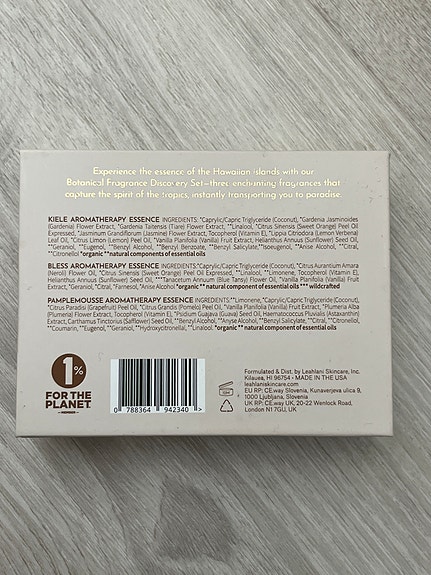 Experience the essence of the Hawaiian Islands with our
Botanical Fragrance Discovery Set—three enchanting fragrances that
capture the spirit of the tropics, instantly transporting you to paradise.
KIELE AROMATHERAPY ESSENCE INGREDIENTS: *Caprylic/Capric Triglyceride (Coconut), *Gardenia Jasminoides
(Gardenia) Flower Extract, *Gardenia Taitensis (Tiare) Flower Extract, **Linalool, *Citrus Sinensis (Sweet Orange) Peel Oil
Expressed, *Jasminum Grandiflorum (Jasmine) Flower Extract, Tocopherol (Vitamin E), *Lippia Citriodora (Lemon Verbena)
Leaf Oil, *Citrus Limon (Lemon) Peel Oil, *Vanilla Planifolia (Vanilla) Fruit Extract, Helianthus Annuus (Sunflower) Seed Oil,
**Geraniol, **Eugenol, **Benzyl Alcohol, **Benzyl Benzoate, **Benzyl Salicylate, **Isoeugenol, **Anise Alcohol, **Citral,
**Citronellol *organic ** natural components of essential oils
BLESS AROMATHERAPY ESSENCE INGREDIENTS: *Caprylic/Capric Triglyceride (Coconut), *Citrus Aurantium Amara
(Neroli) Flower Oil, *Citrus Sinensis (Sweet Orange) Peel Oil Expressed, **Linalool, **Limonene, Tocopherol (Vitamin E),
Helianthus Annuus (Sunflower) Seed Oil, ***Tanacetum Annuum (Blue Tansy) Flower Oil, *Vanilla Planifolia (Vanilla) Fruit
Extract, **Geraniol, **Citral, **Farnesol, **Anise Alcohol *organic ** natural component of essential oils *** wildcrafted
PAMPLEMOUSSE AROMATHERAPY ESSENCE INGREDIENTS: **Limonene, *Caprylic/Capric Triglyceride (Coconut),
*Citrus Paradisi (Grapefruit) Peel Oil, *Citrus Grandis (Pomelo) Peel Oil, *Vanilla Planifolia (Vanilla) Fruit Extract, *Plumeria Alba
(Plumeria) Flower Extract, Tocopherol (Vitamin E), *Psidium Guajava (Guava) Seed Oil, Haematococcus Pluvialis (Astaxanthin)
Extract, Carthamus Tinctorius (Safflower) Seed Oil, **Benzyl Alcohol, **Anyse Alcohol, **Benzyl Salicylate, **Citral, **Citronellol,
**Coumarin, **Eugenol, **Geraniol, **Hydroxycitronellal, **Linalool. *organic ** natural component of essential oils
1%
FOR THE
PLANET
MEMBER
0 788364 942340 >
Formulated & Dist. by Leahlani Skincare, Inc.
Kilauea, HI 96754 • MADE IN THE USA
leahlaniskincare.com
EU RP: CE.way Slovenia, Kunaverjeva ulica 9,
1000 Ljubljana, Slovenia
UK RP: CE.way UK, 20-22 Wenlock Road,
London N1 7GU, UK